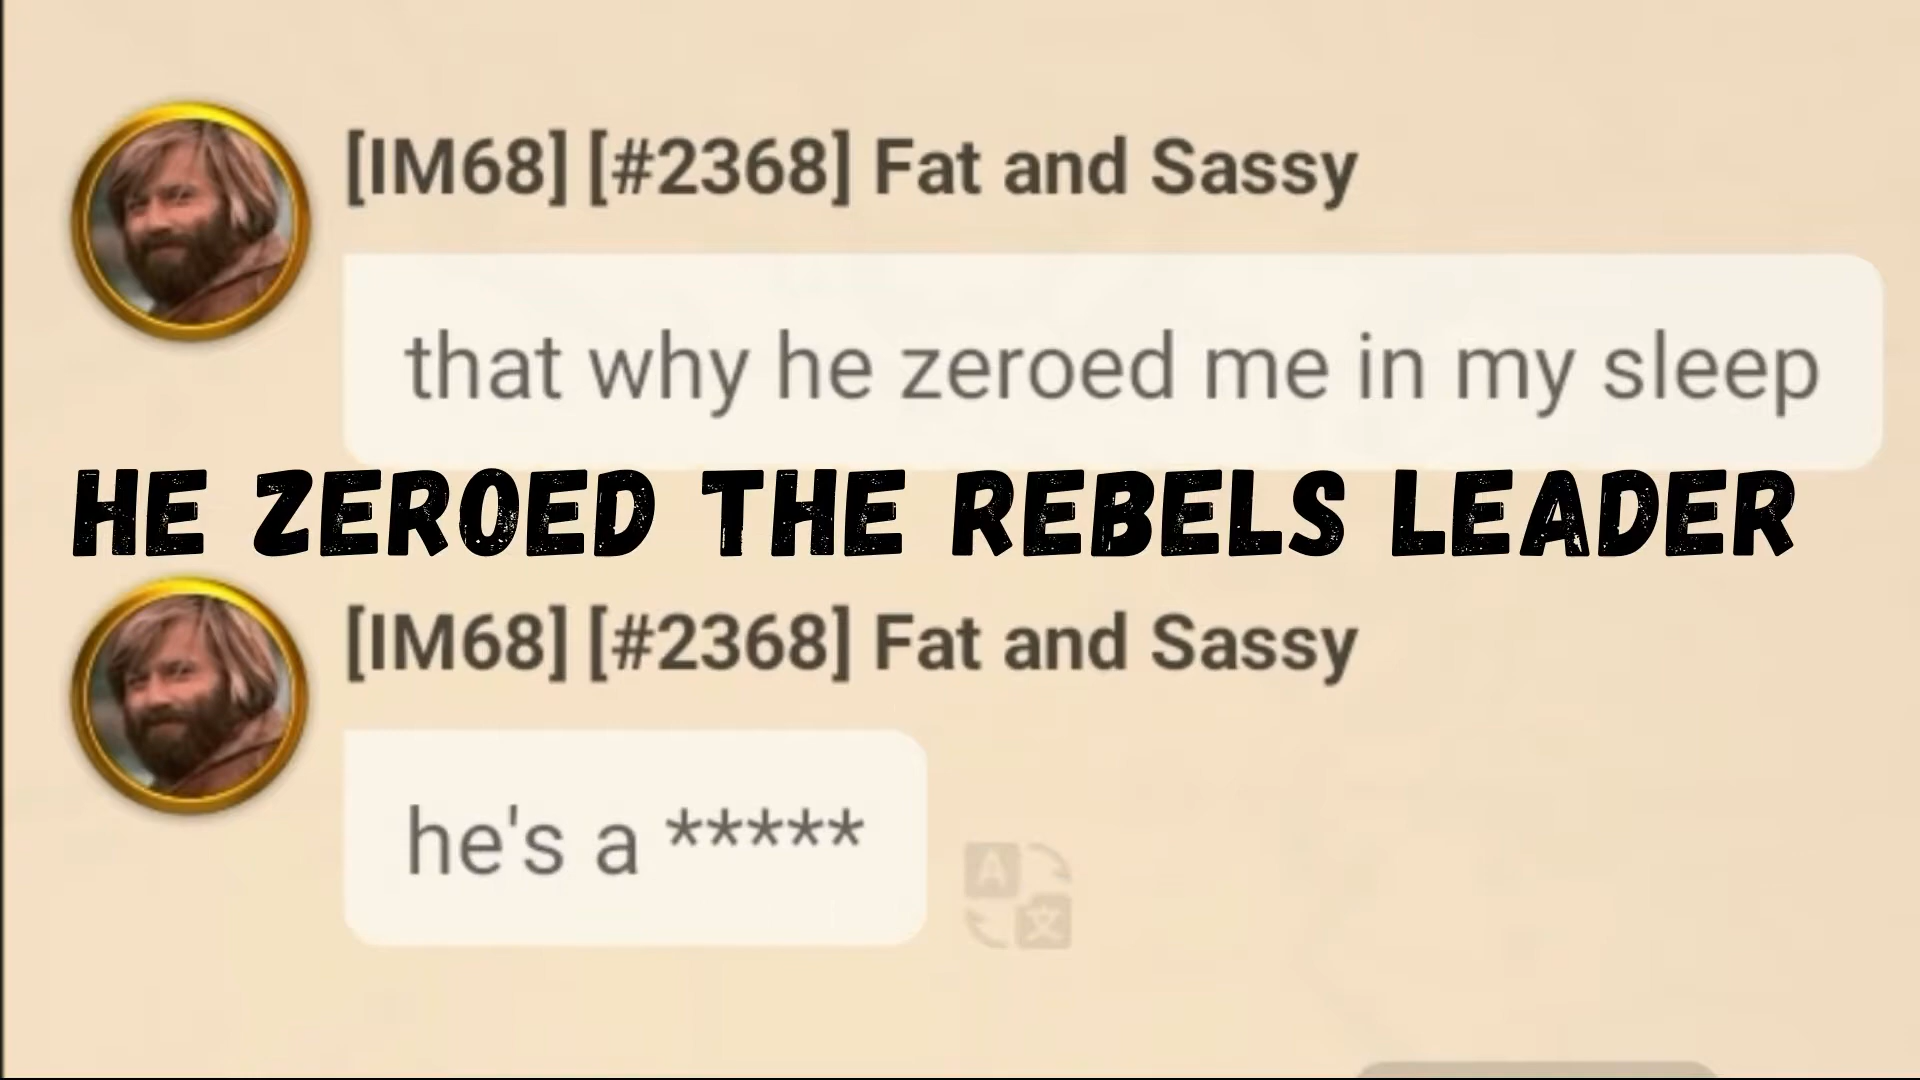 [IM68] [#2368] Fat and Sassy
that why he zeroed me in my sleep
HE ZEROED THE REBELS LEADER
[IM68] [#2368] Fat and Sassy
he's a *****
A 文